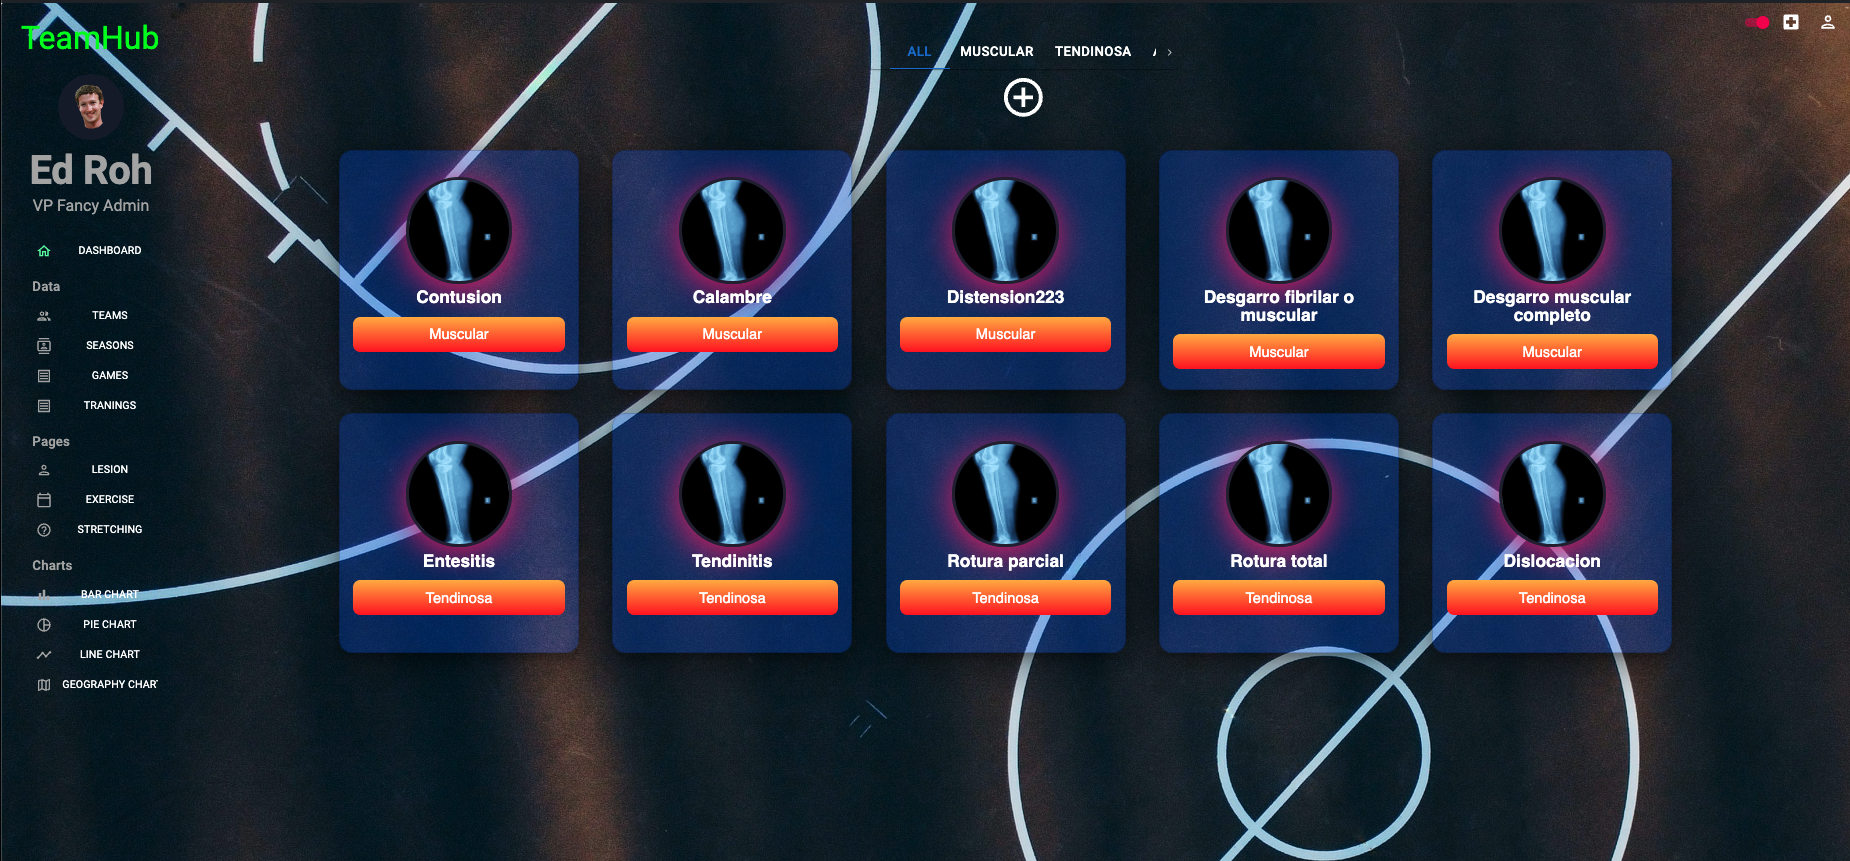 TeamHub
ALL MUSCULAR TENDINOSA
Ed Roh
VP Fancy Admin
DASHBOARD
Data
TEAMS
SEASONS
GAMES
TRANINGS
Pages
LESION
EXERCISE
STRETCHING
Charts
BAR CHART
PIE CHART
LINE CHART
GEOGRAPHY CHAR
Contusion
Muscular
Calambre
Muscular
Distension223
Muscular
Desgarro fibrilar o
muscular
Muscular
Desgarro muscular
completo
Muscular
Entesitis
Tendinosa
Tendinitis
Tendinosa
Rotura parcial
Tendinosa
Rotura total
Tendinosa
Dislocacion
Tendinosa